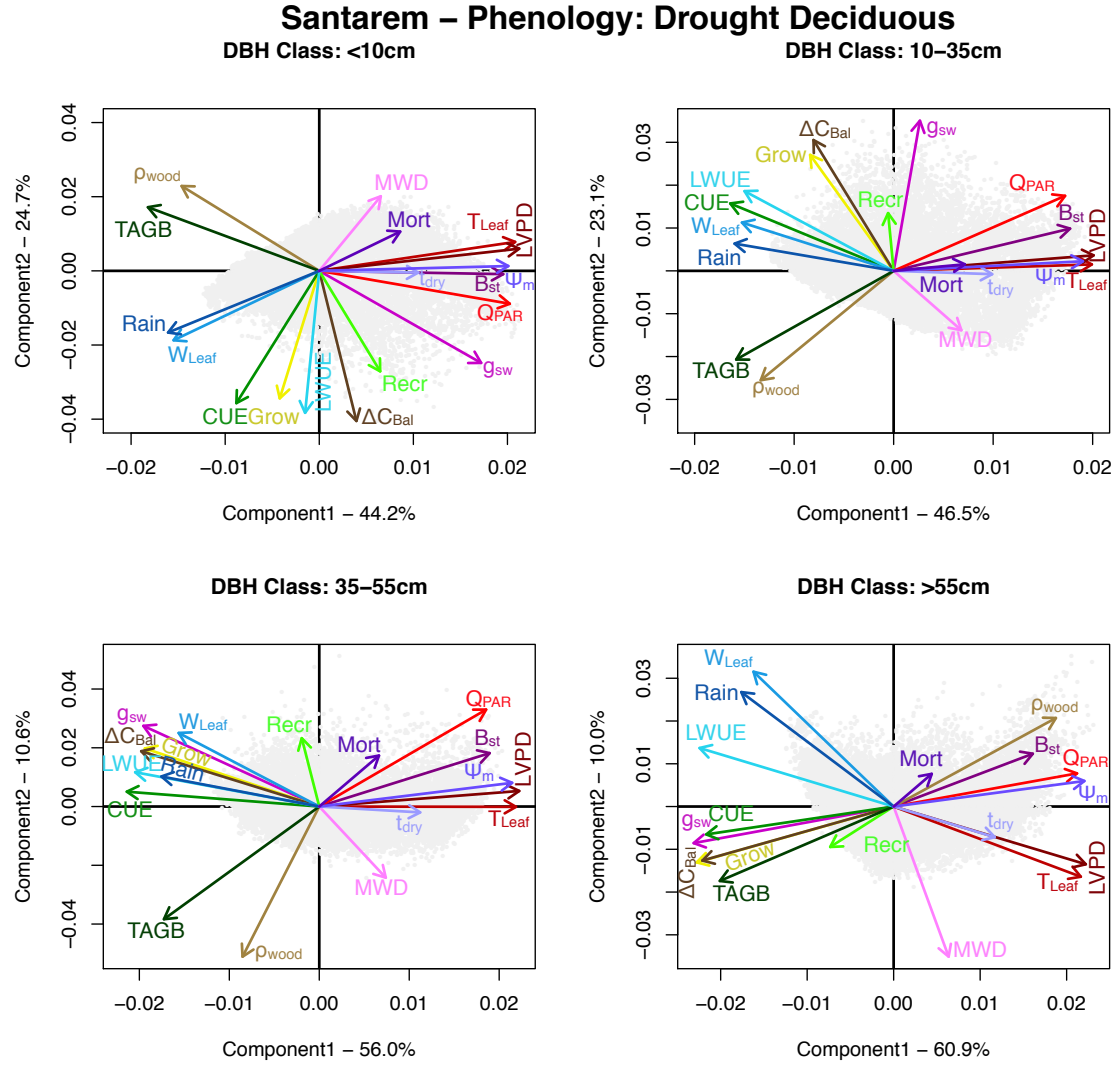 Santarem − Phenology: Drought Deciduous
DBH Class: <10cm
Component2 − 24.7%
0.04
0.02
0.00
−0.02
−0.04
ρwood
TAGB
MWD
Mort
TLeaf
LVPD
tdry
Bst
Ψm
QPAR
Rain
WLeaf
gsw
CUE
Grow
LWUE
Recr
ΔCBal
−0.02 −0.01 0.00 0.01 0.02
Component1 − 44.2%
DBH Class: 10−35cm
Component2 − 23.1%
0.03
0.01
−0.01
−0.03
ΔCBal
gsw
Grow
LWUE
CUE
WLeaf
Rain
Recr
QPAR
Bst
LVPD
Mort
tdry
Ψm
TLeaf
MWD
TAGB
ρwood
−0.02 −0.01 0.00 0.01 0.02
Component1 − 46.5%
DBH Class: 35−55cm
Component2 − 10.6%
0.04
0.02
0.00
−0.04
gsw
WLeaf
ΔCBal
Grow
LWUE
Rain
CUE
Recr
Mort
QPAR
Bst
LVPD
Ψm
tdry
TLeaf
MWD
TAGB
ρwood
−0.02 −0.01 0.00 0.01 0.02
Component1 − 56.0%
DBH Class: >55cm
Component2 − 10.0%
0.03
0.01
−0.01
−0.03
WLeaf
Rain
LWUE
ρwood
Bst
Mort
QPAR
Ψm
gsw
CUE
tdry
ΔCBal
Grow
Recr
TAGB
TLeaf
LVPD
MWD
−0.02 −0.01 0.00 0.01 0.02
Component1 − 60.9%